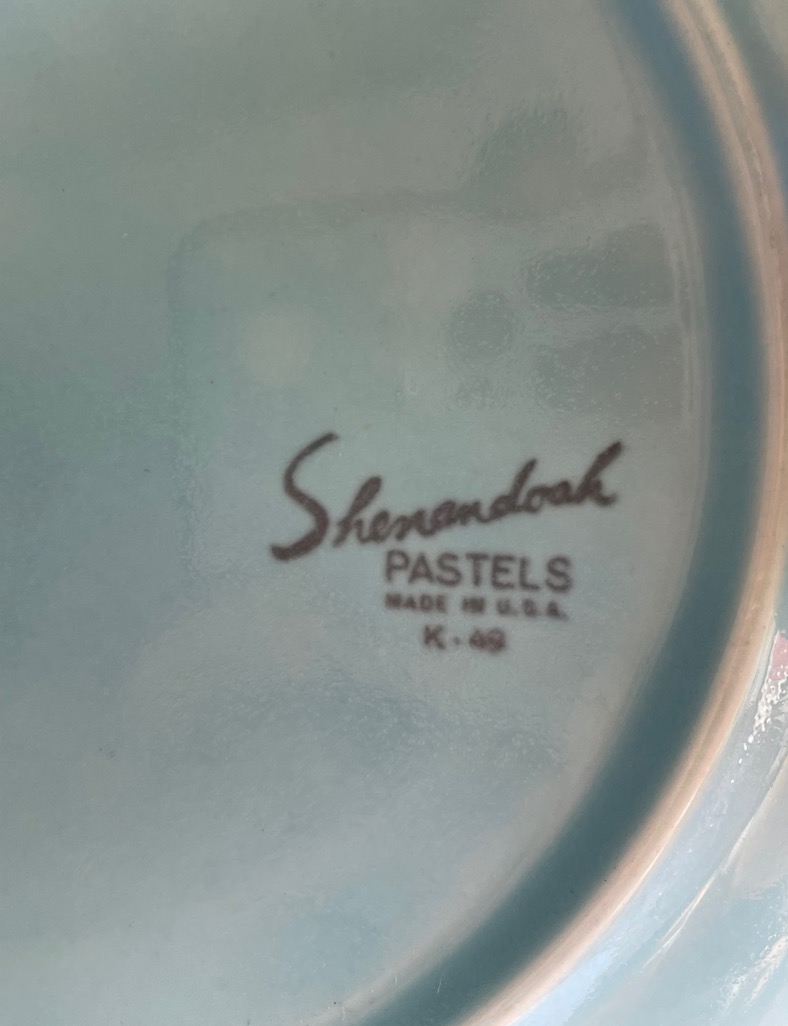 Shenandoah
PASTELS
MADE IN U.S.A.
K-49